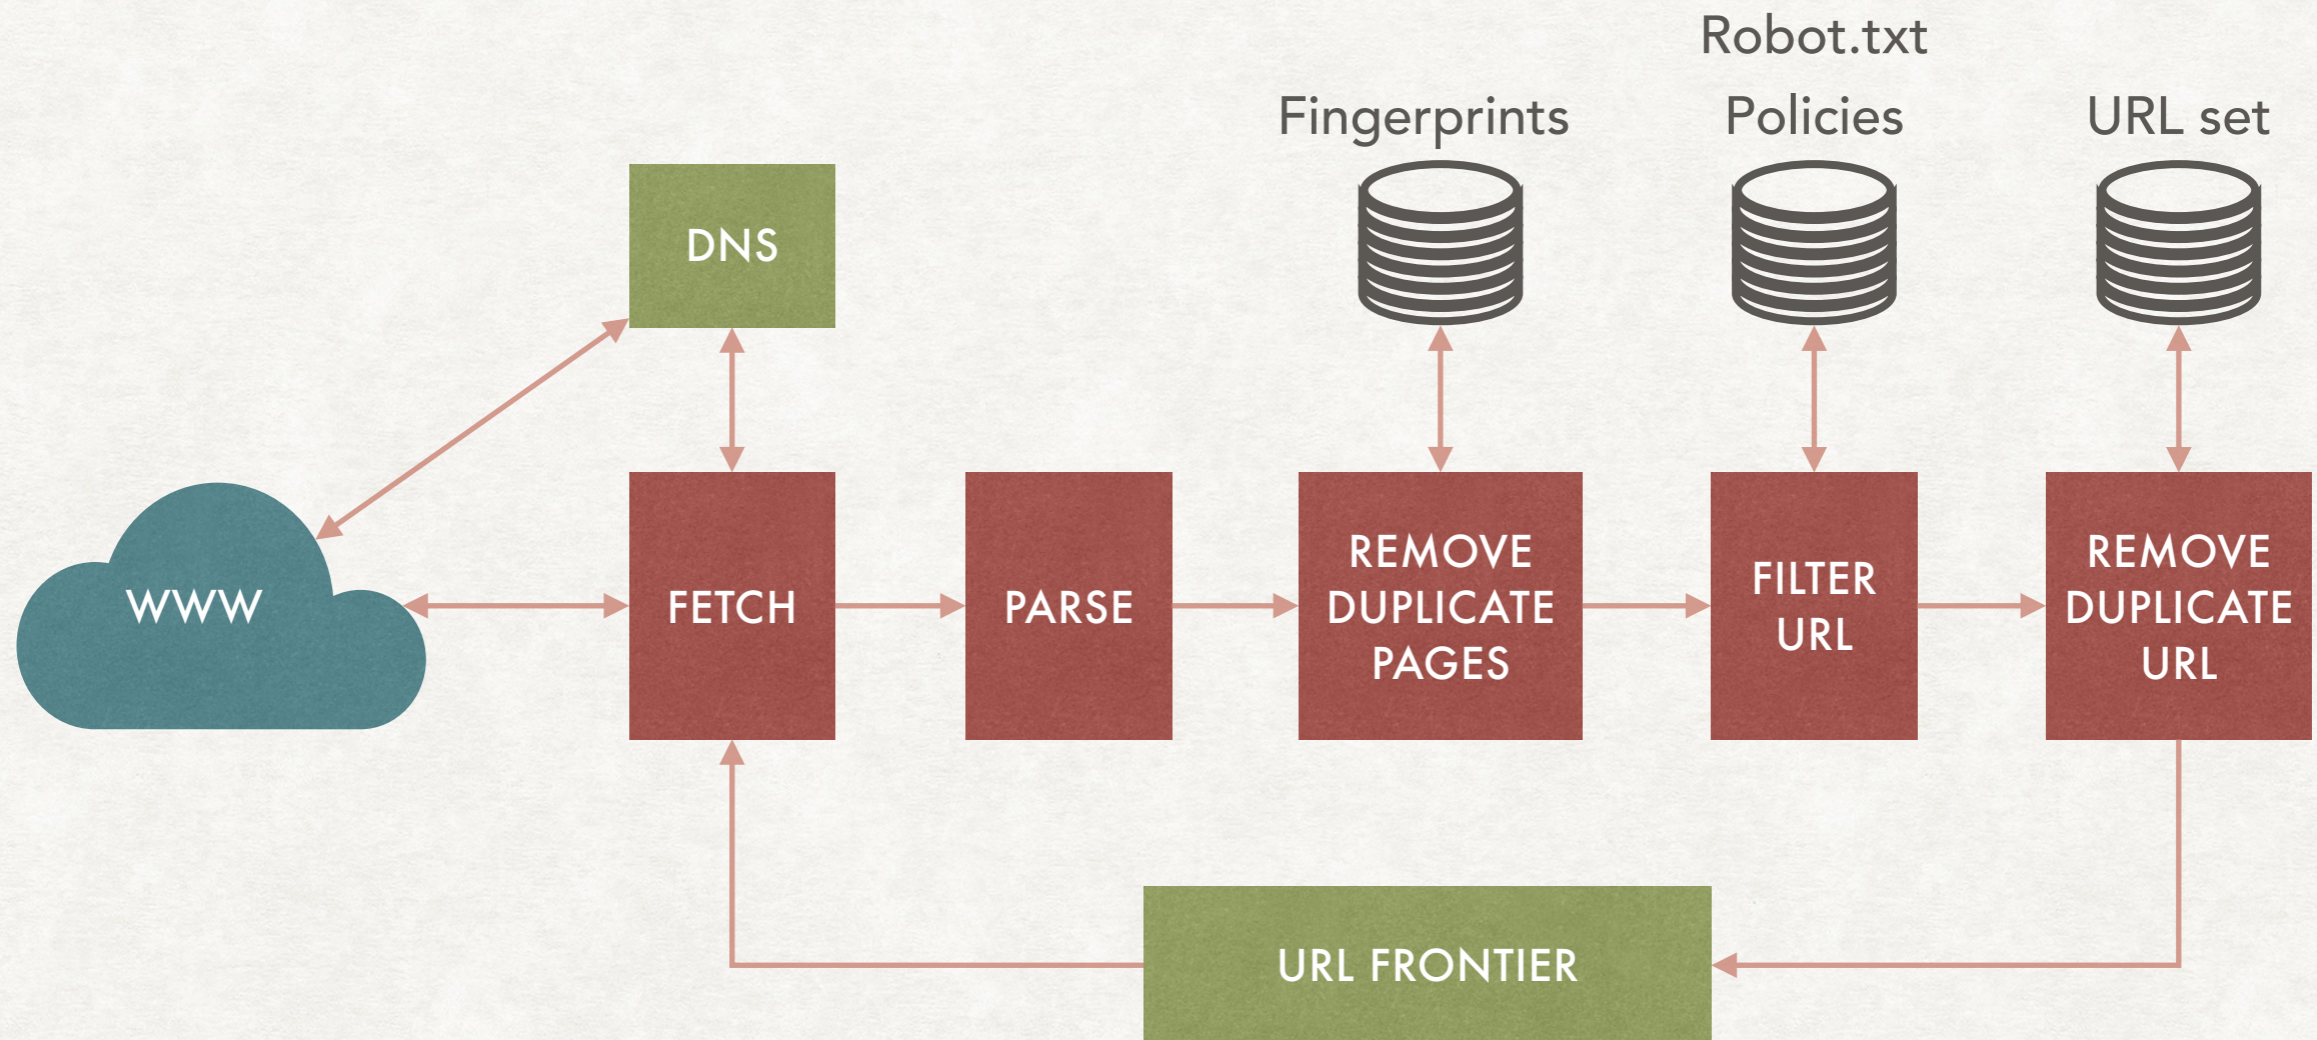 Robot.txt
Fingerprints
Policies
URL set
DNS
WWW
FETCH
PARSE
REMOVE
DUPLICATE
PAGES
FILTER
URL
REMOVE
DUPLICATE
URL
URL FRONTIER